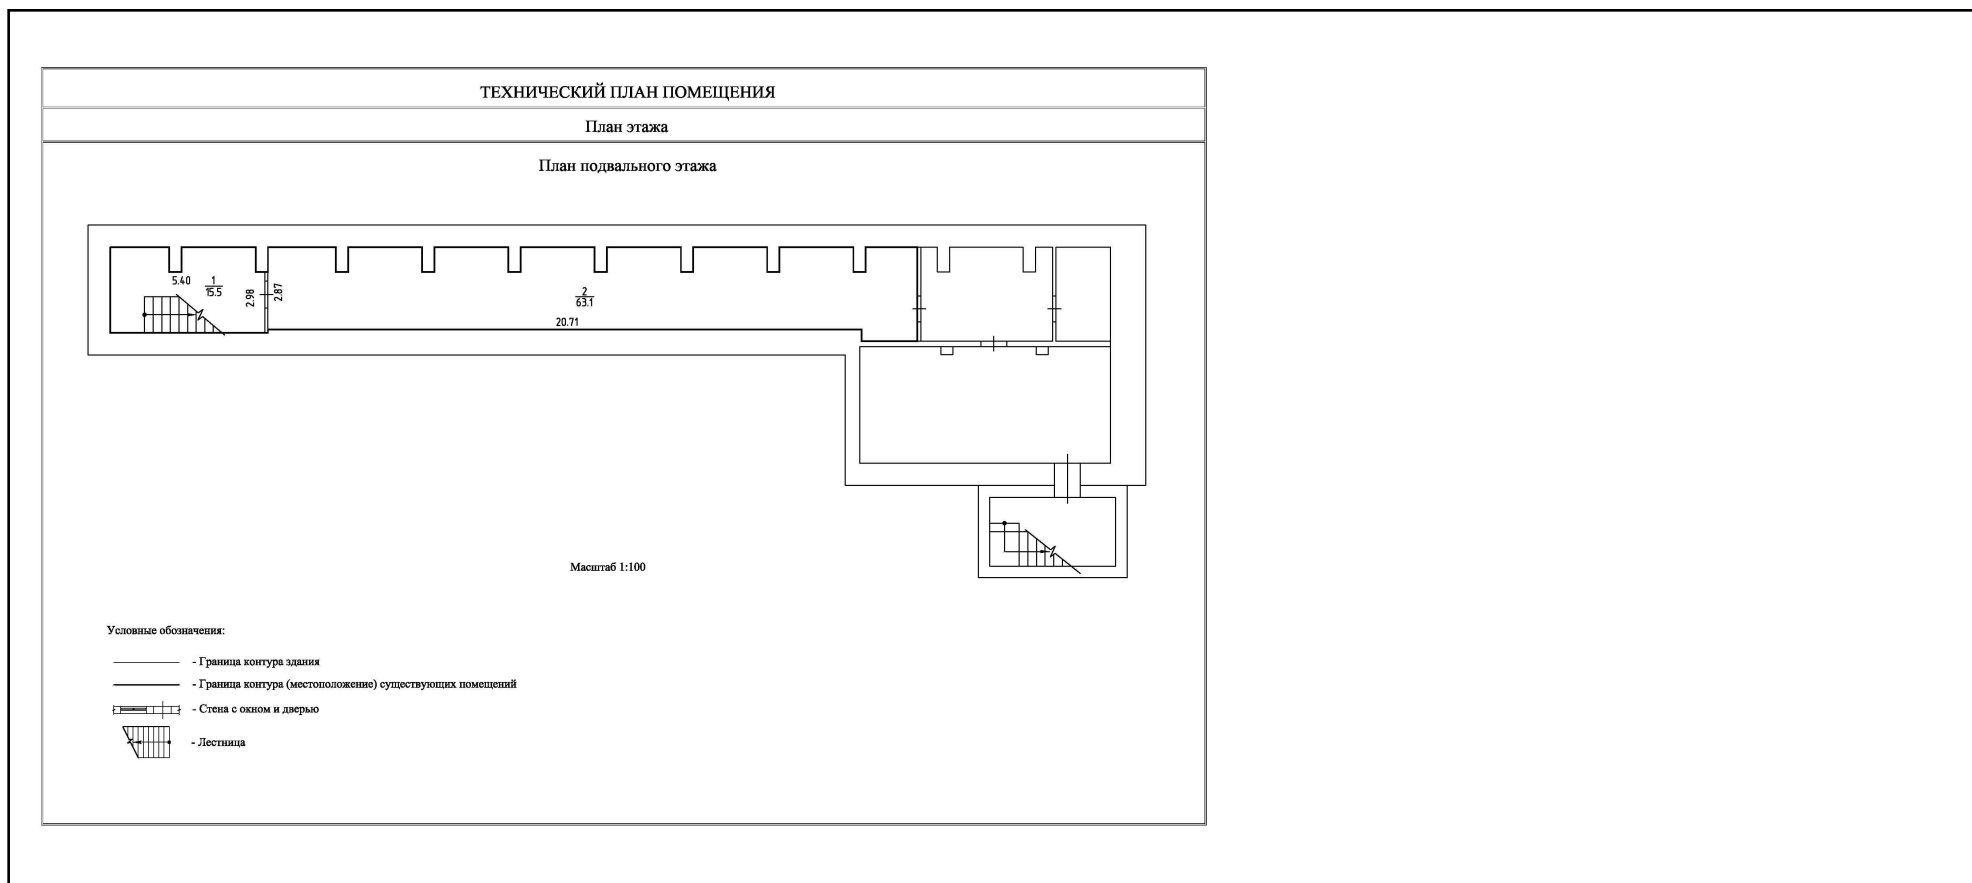 ТЕХНИЧЕСКИЙ ПЛАН ПОМЕЩЕНИЯ
План этажа
План подвального этажа
5.40
1
15.5
2.98
2.87
2
63.1
20.71
Масштаб 1:100
Условные обозначения:
- Граница контура здания
- Граница контура (местоположение) существующих помещений
- Стена с окном и дверью
- Лестница